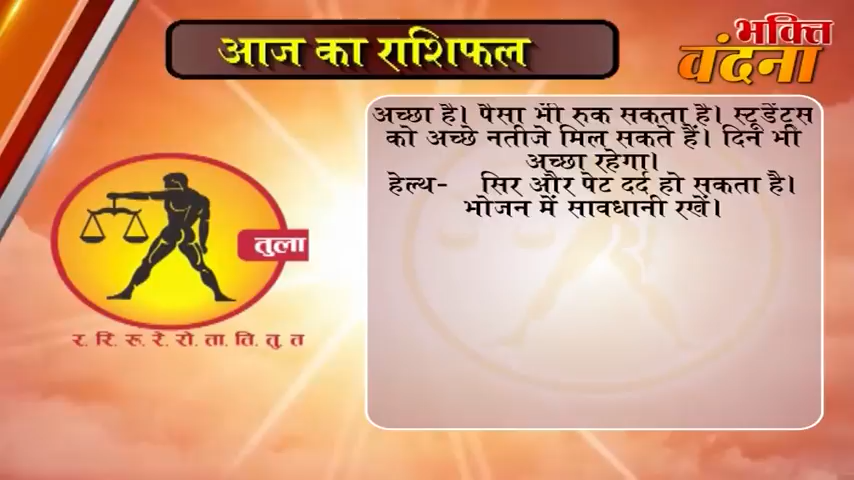 आज का राशिफल
भक्ति
वंदना
अच्छा है। पैसा भी रुक सकता है। स्टूडेंट्स
को अच्छे नतीजे मिल सकते हैं। दिन भी
अच्छा रहेगा।
हेल्थ- सिर और पेट दर्द हो सकता है।
भोजन में सावधानी रखें।
तुला
र. रि. रू. रे. रो. ता. ति. तु. त